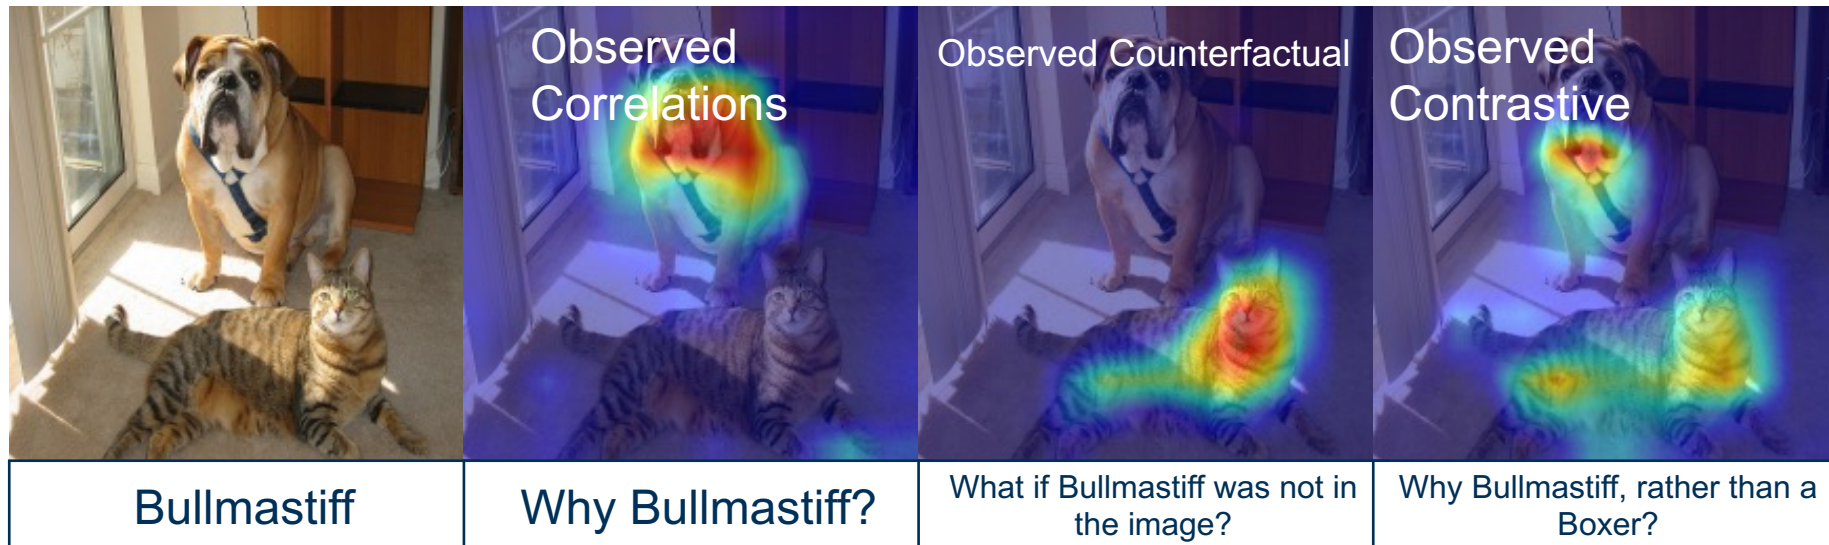 Observed
Correlations
Observed Counterfactual
Observed
Contrastive
Bullmastiff
Why Bullmastiff?
What if Bullmastiff was not in
the image?
Why Bullmastiff, rather than a
Boxer?